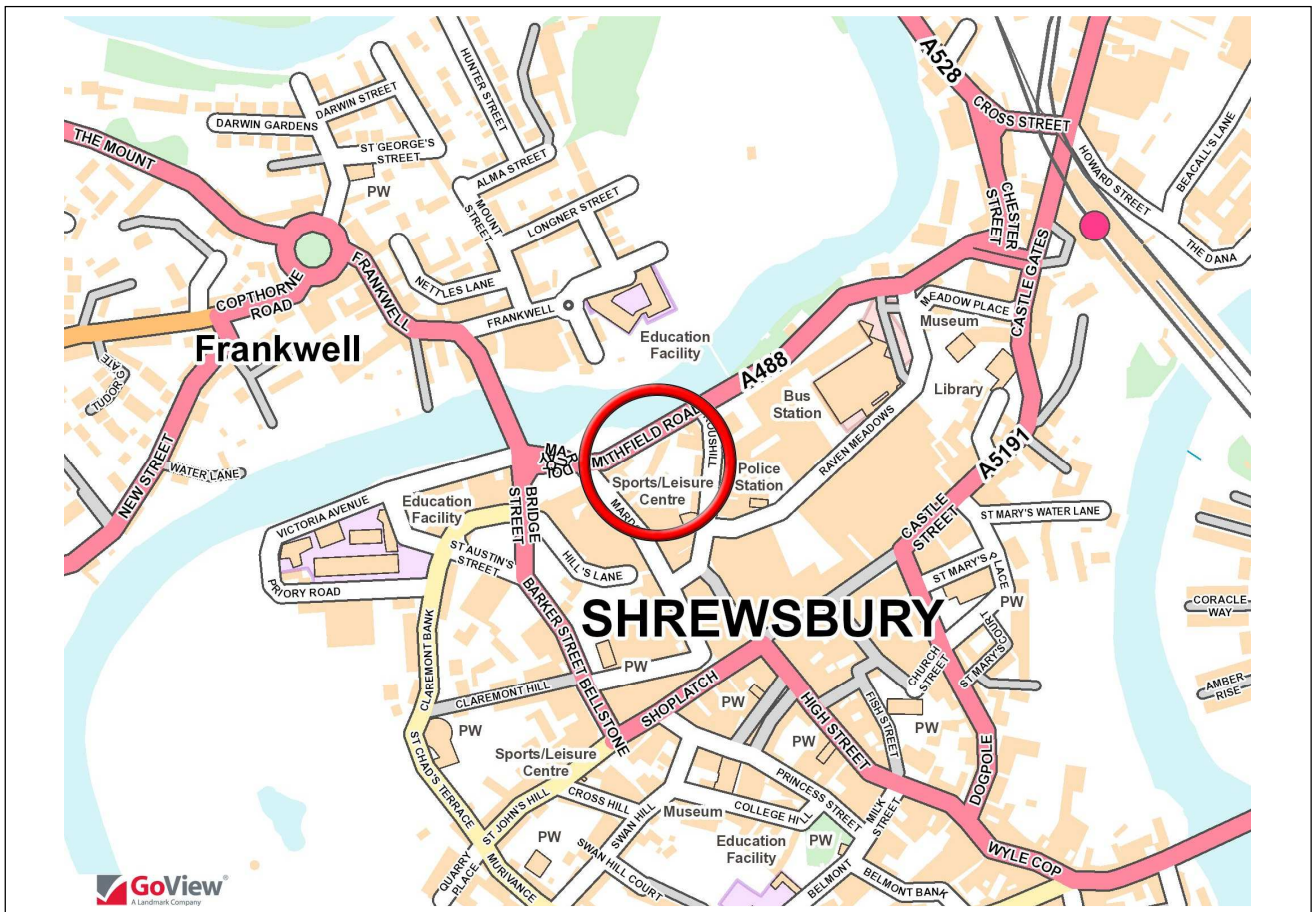 A528
CROSS STREET
HUNTER STREET
DARWIN STREET
DARWIN GARDENS
ST GEORGE'S
STREET
THE MOUNT
PW
ALMA STREET
MOUNT
STREET
LONGNER STREET
HOWARD STREET
BEACALL'S LANE
CHESTER
STREET
THE DANA
FRANKWELL
COPTHORNE
ROAD
NETTLES LANE
FRANKWELL
CASTLE GATES
MEADOW PLACE
Museum
Frankwell
Education
Facility
A488
Bus
Station
Library
TUDOR GATE
NEW STREET
WATER LANE
MITHFIELD ROAD
ROUSHILL
RAVEN MEADOWS
A5191
Sports/Leisure
Centre
Police
Station
MARD
VICTORIA AVENUE
Education
Facility
BRIDGE
STREET
CASTLE
STREET
ST MARY'S WATER LANE
ST AUSTIN'S
STREET
HILL'S LANE
PRIORY ROAD
ST MARY'S PLACE
PW
CORACLE
WAY
BARKER STREET
BELLSTONE
SHREWSBURY
CLAREMONT BANK
CLAREMONT HILL
PW
SHOPLATCH
CHURCH
STREET
ST MARY'S COURT
AMBER
RISE
PW
FISH STREET
PW
HIGH STREET
PW
PW
ST CHAD'S TERRACE
Sports/Leisure
Centre
DOGPOLE
ST JOHN'S HILL
CROSS HILL
SWAN HILL
Museum
COLLEGE HILL
PRINCESS STREET
MILK
STREET
PW
SWAN HILL COURT
Education
Facility
PW
WYLE COP
QUARRY
PLACE
MURIVANCE
BELMONT
BELMONT BANK
GoView®
A Landmark Company